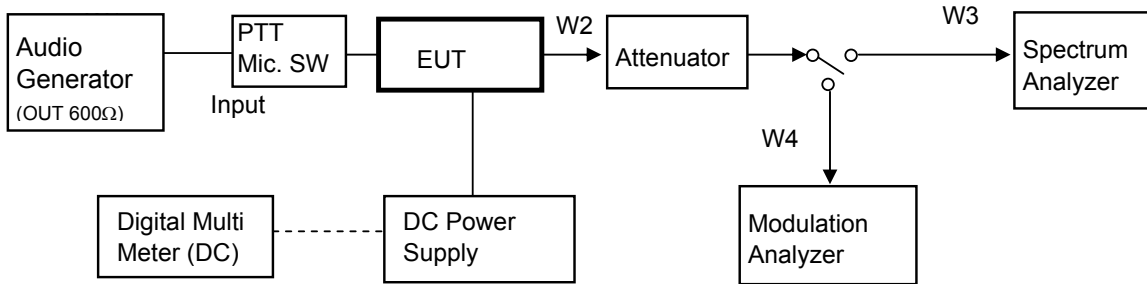 Audio
Generator
(OUT 600Ω)
PTT
Mic. SW
Input
EUT
W2
Attenuator
W3
Spectrum
Analyzer
W4
Digital Multi
Meter (DC)
DC Power
Supply
Modulation
Analyzer